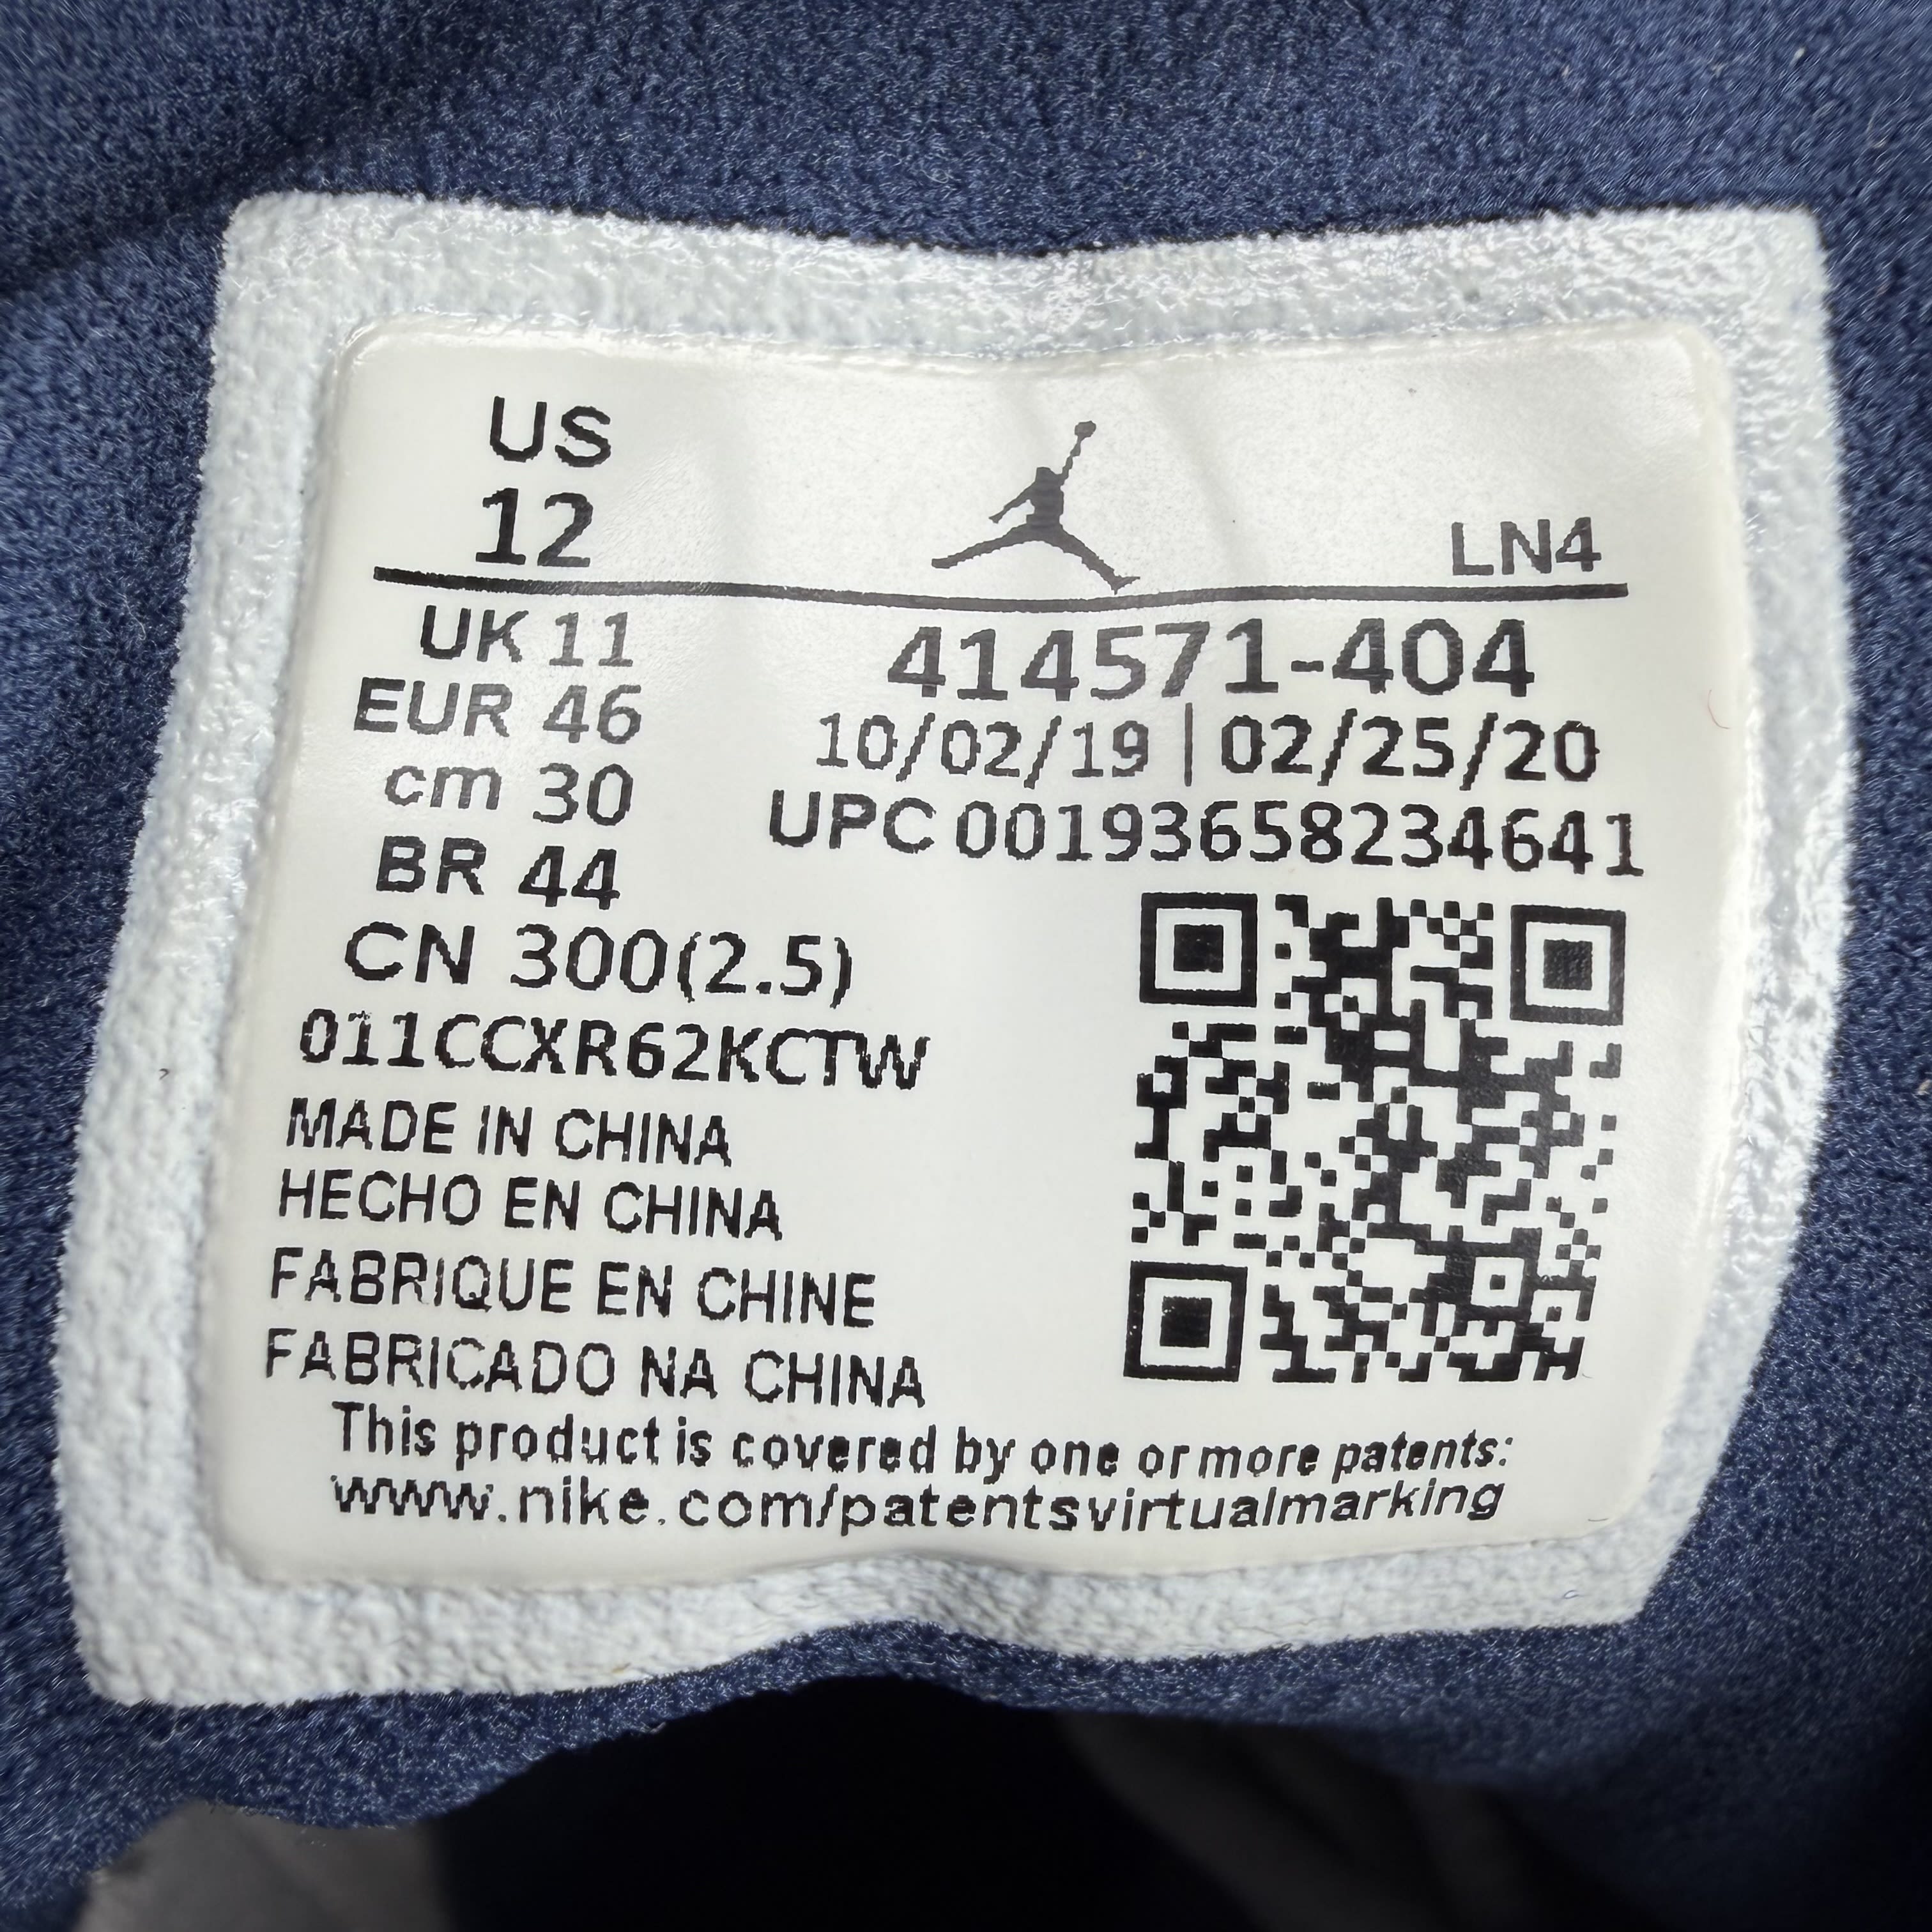 US
12
LN4
UK 11
EUR 46
cm 30
BR 44
CN 300(2.5)
414571-404
10/02/19 | 02/25/20
UPC 00193658234641
011CCXR62KCTW
MADE IN CHINA
HECHO EN CHINA
FABRIQUE EN CHINE
FABRICADO NA CHINA
This product is covered by one or more patents:
www.nike.com/patentsvirtualmarking